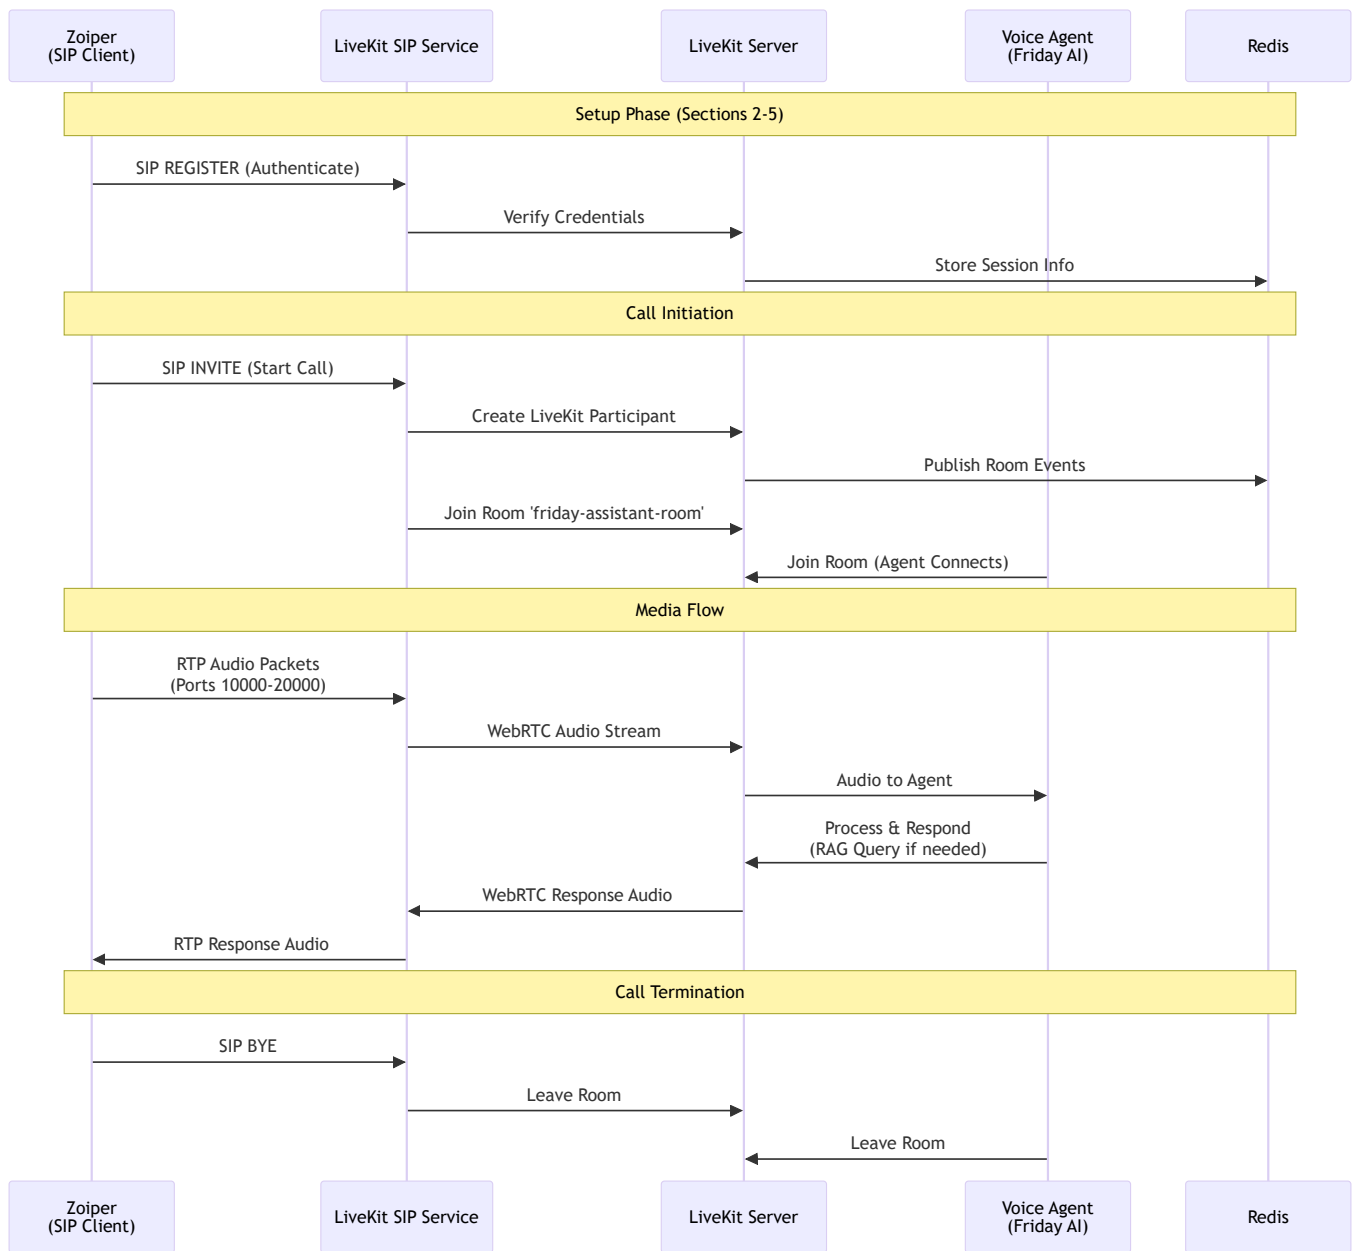 Zoiper
(SIP Client)
LiveKit SIP Service
LiveKit Server
Voice Agent
(Friday AI)
Redis
Setup Phase (Sections 2-5)
SIP REGISTER (Authenticate)
Verify Credentials
Store Session Info
Call Initiation
SIP INVITE (Start Call)
Create LiveKit Participant
Publish Room Events
Join Room 'friday-assistant-room'
Join Room (Agent Connects)
Media Flow
RTP Audio Packets
(Ports 10000-20000)
WebRTC Audio Stream
Audio to Agent
Process & Respond
(RAG Query if needed)
WebRTC Response Audio
RTP Response Audio
Call Termination
SIP BYE
Leave Room
Leave Room
Zoiper
(SIP Client)
LiveKit SIP Service
LiveKit Server
Voice Agent
(Friday AI)
Redis